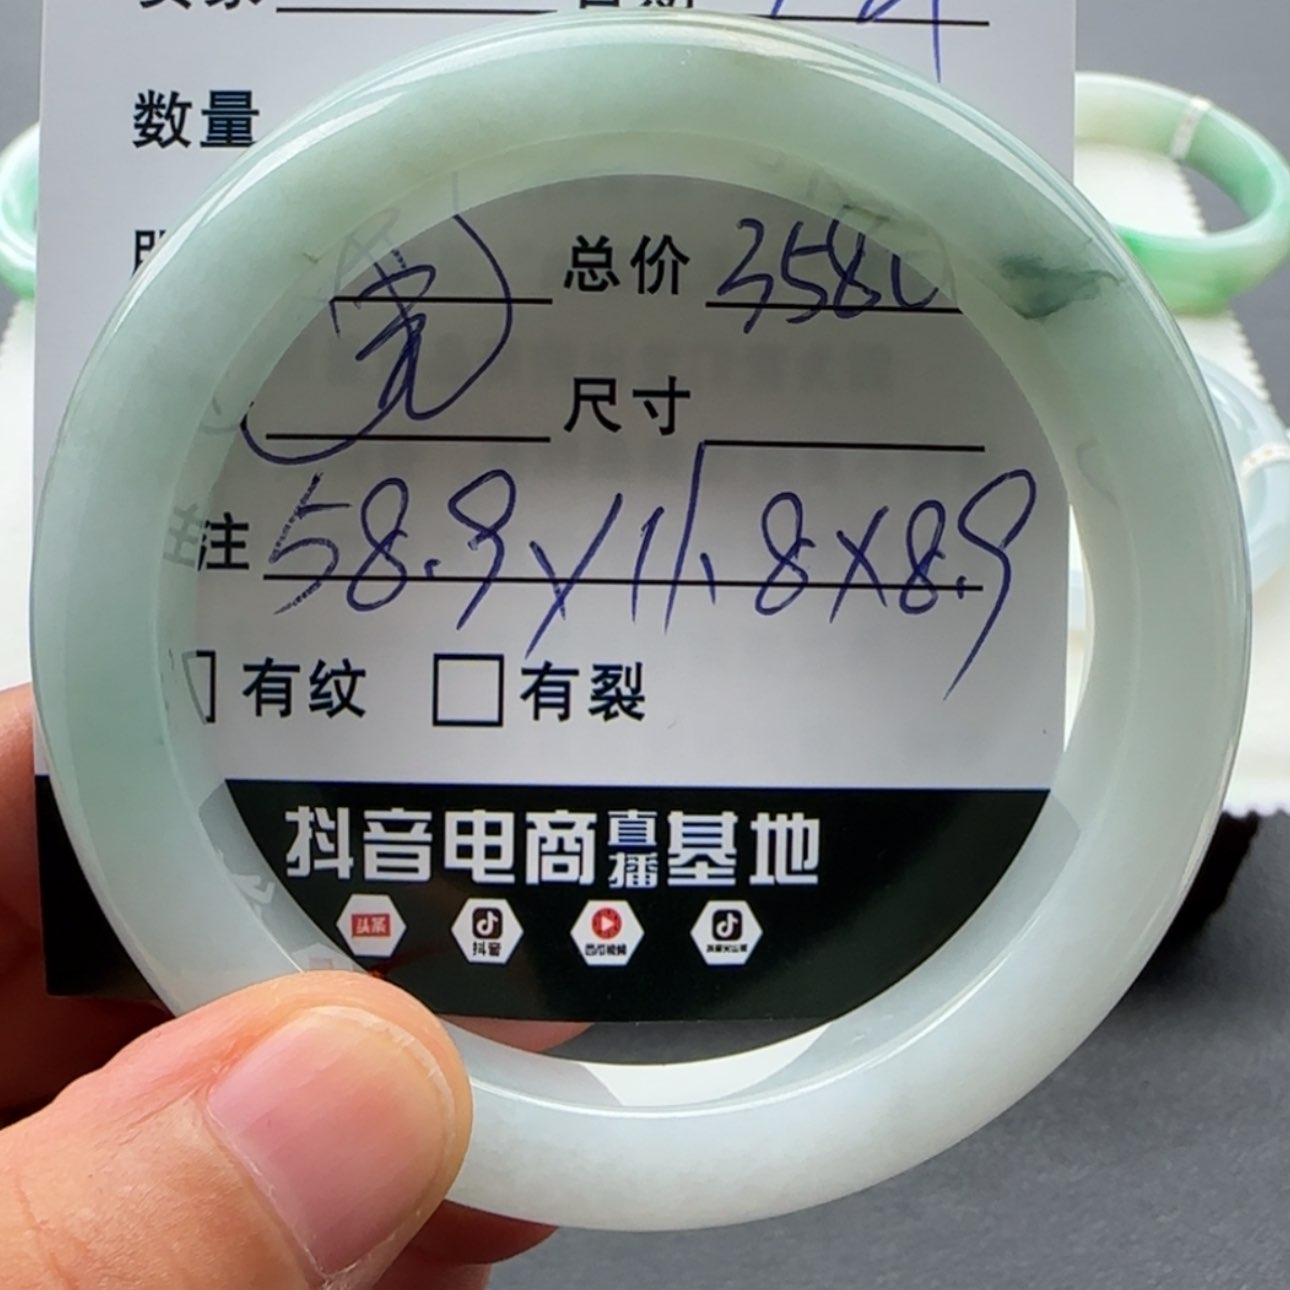 数量
完 总价 3580
尺寸
注 58.9×11.8×8.9
有纹 有裂
抖音电商直播基地
头条 抖音 西瓜视频